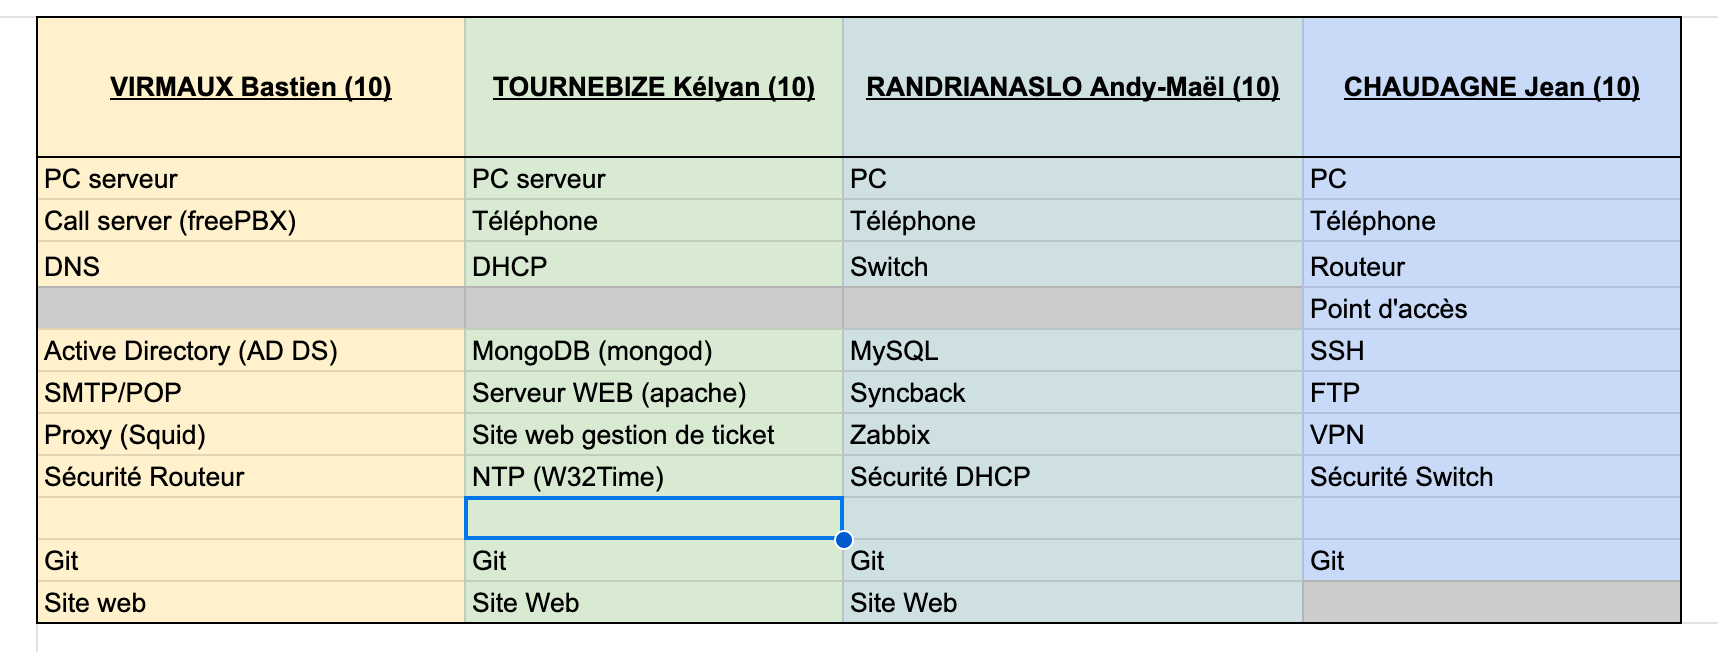 VIRMAUX Bastien (10) TOURNEBIZE Kélyan (10) RANDRIANASLO Andy-Maël (10) CHAUDAGNE Jean (10)
PC serveur PC serveur PC PC
Call server (freePBX) Téléphone Téléphone Téléphone
DNS DHCP Switch Routeur
Point d'accès
Active Directory (AD DS) MongoDB (mongod) MySQL SSH
SMTP/POP Serveur WEB (apache) Syncback FTP
Proxy (Squid) Site web gestion de ticket Zabbix VPN
Sécurité Routeur NTP (W32Time) Sécurité DHCP Sécurité Switch
Git Git Git Git
Site web Site Web Site Web